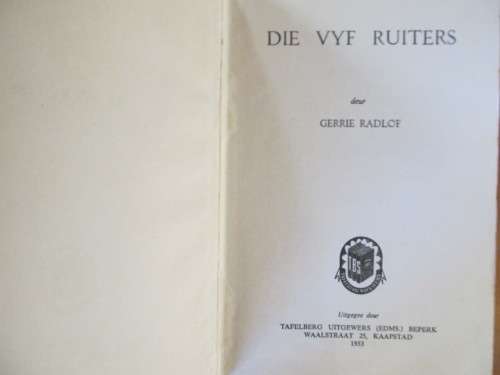 DIE VYF RUITERS
deur
GERRIE RADLOF
Uitgegee deur
TAFELBERG UITGEWERS (EDMS.) BEPERK
WAALSTRAAT 25, KAAPSTAD
1953